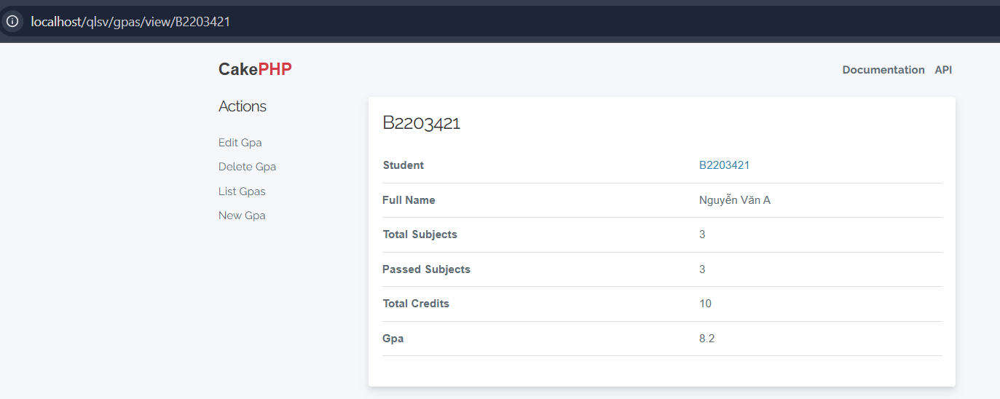 localhost/qlsv/gpas/view/B2203421
CakePHP
Documentation API
Actions
Edit Gpa
Delete Gpa
List Gpas
New Gpa
B2203421
Student B2203421
Full Name Nguyễn Văn A
Total Subjects 3
Passed Subjects 3
Total Credits 10
Gpa 8.2